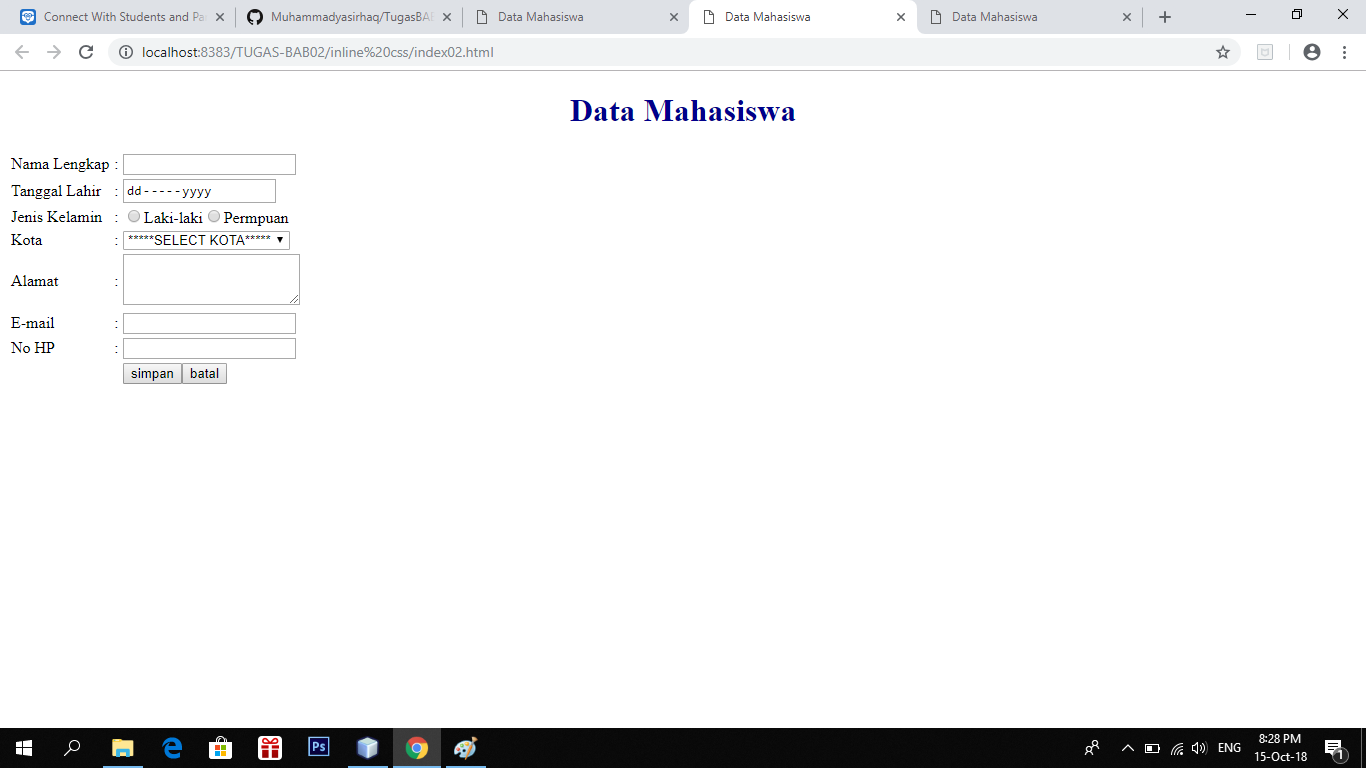 Connect With Students and Pa
Muhammadyasirhaq/TugasBAB
Data Mahasiswa
Data Mahasiswa
Data Mahasiswa
localhost:8383/TUGAS-BAB02/inline%20css/index02.html
Data Mahasiswa
Nama Lengkap :
Tanggal Lahir : dd-----yyyy
Jenis Kelamin : Laki-laki Permpuan
Kota : *****SELECT KOTA*****
Alamat :
E-mail :
No HP :
simpan batal
Ps
ENG
8:28 PM
15-Oct-18
1